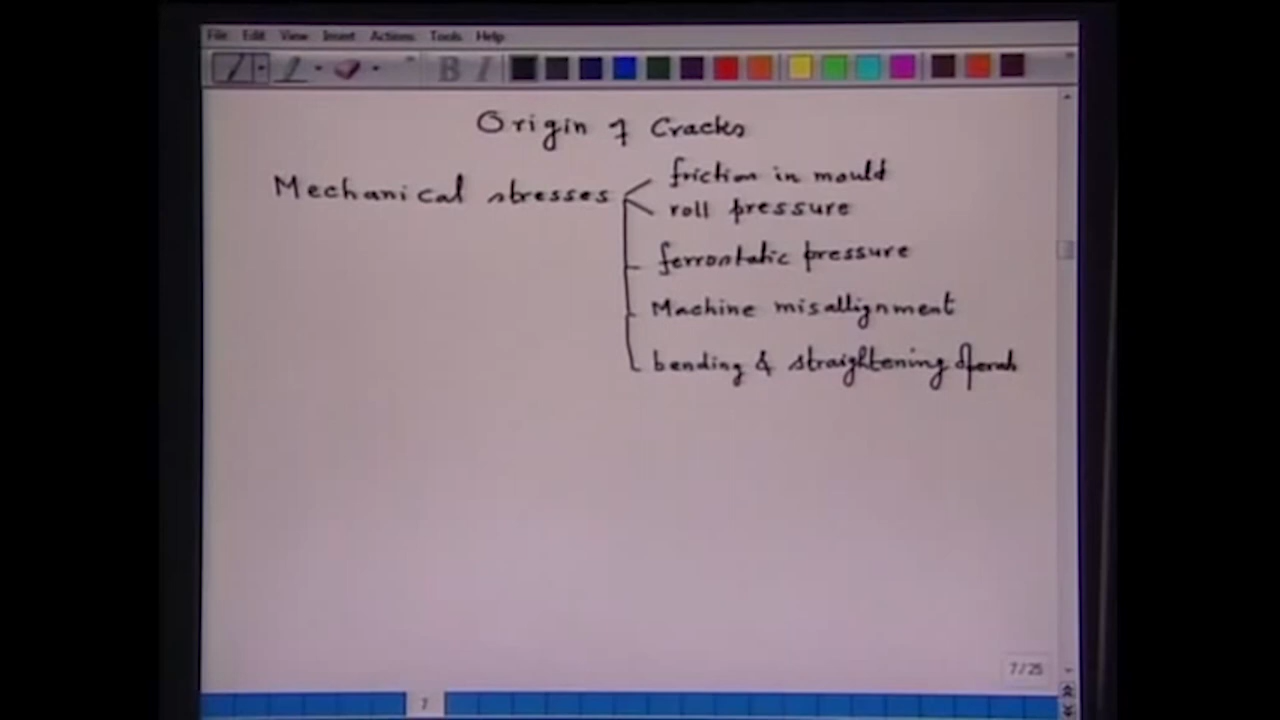 File Edit View Insert Actions Tools Help
B I
Origin of Cracks
Mechanical stresses
friction in mould
roll pressure
ferrostatic pressure
Machine misallignment
bending & straightening
7/25
7